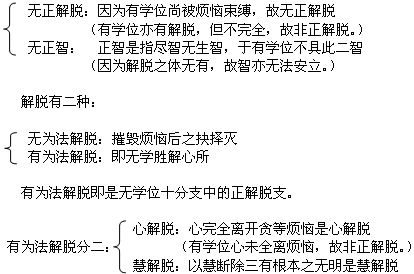 无正解脱：因为有学位尚被烦恼束缚，故无正解脱
（有学位亦有解脱，但不完全，故非正解脱。）
无正智： 正智是指尽智无生智，于有学位不具此二智
（因为解脱之体无有，故智亦无法安立。）
解脱有二种：
无为法解脱：摧毁烦恼后之抉择灭
有为法解脱：即无学胜解心所
有为法解脱即是无学位十分支中的正解脱支。
心解脱：心完全离开贪等烦恼是心解脱
有为法解脱分二：
（有学位心未全离烦恼，故非正解脱。）
慧解脱：以慧断除三有根本之无明是慧解脱